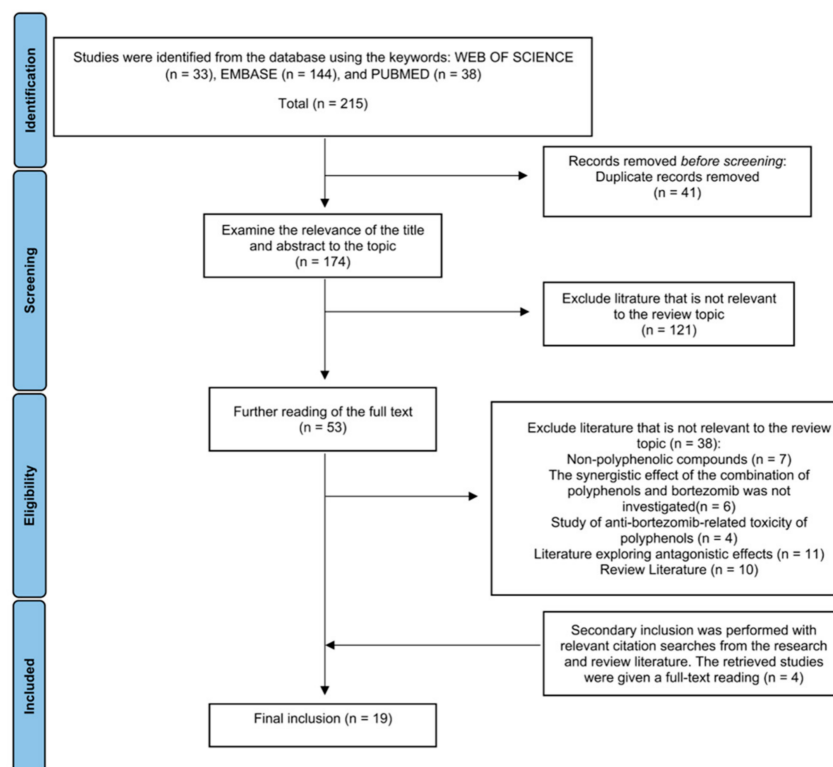 Identification
Studies were identified from the database using the keywords: WEB OF SCIENCE
(n = 33), EMBASE (n = 144), and PUBMED (n = 38)
Total (n = 215)
Records removed before screening:
Duplicate records removed
(n = 41)
Screening
Examine the relevance of the title
and abstract to the topic
(n = 174)
Exclude litrature that is not relevant
to the review topic
(n = 121)
Eligibility
Further reading of the full text
(n = 53)
Exclude literature that is not relevant to the review
topic (n = 38):
Non-polyphenolic compounds (n = 7)
The synergistic effect of the combination of
polyphenols and bortezomib was not
investigated(n = 6)
Study of anti-bortezomib-related toxicity of
polyphenols (n = 4)
Literature exploring antagonistic effects (n = 11)
Review Literature (n = 10)
Included
Secondary inclusion was performed with
relevant citation searches from the research
and review literature. The retrieved studies
were given a full-text reading (n = 4)
Final inclusion (n = 19)